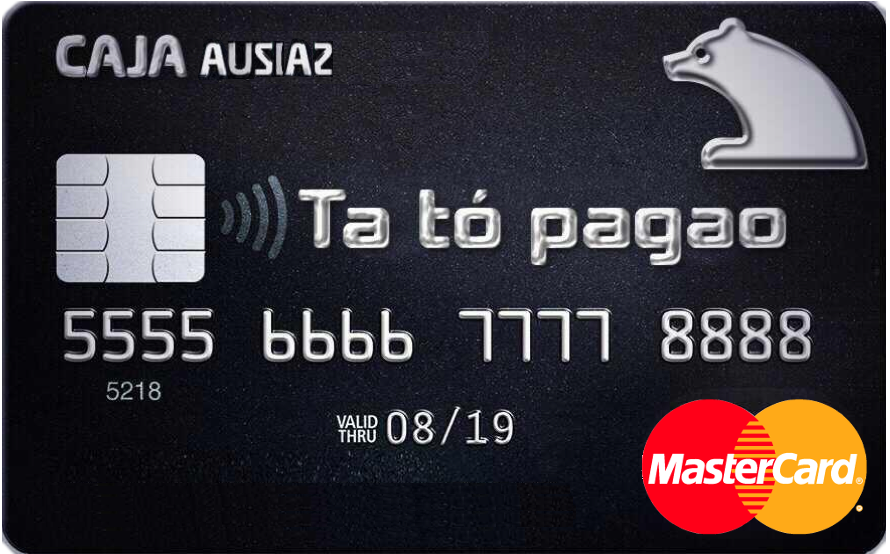 CAJA AUSIAZ
Ta tó pagao
5555 6666 7777 8888
5218
VALID THRU 08/19
MasterCard